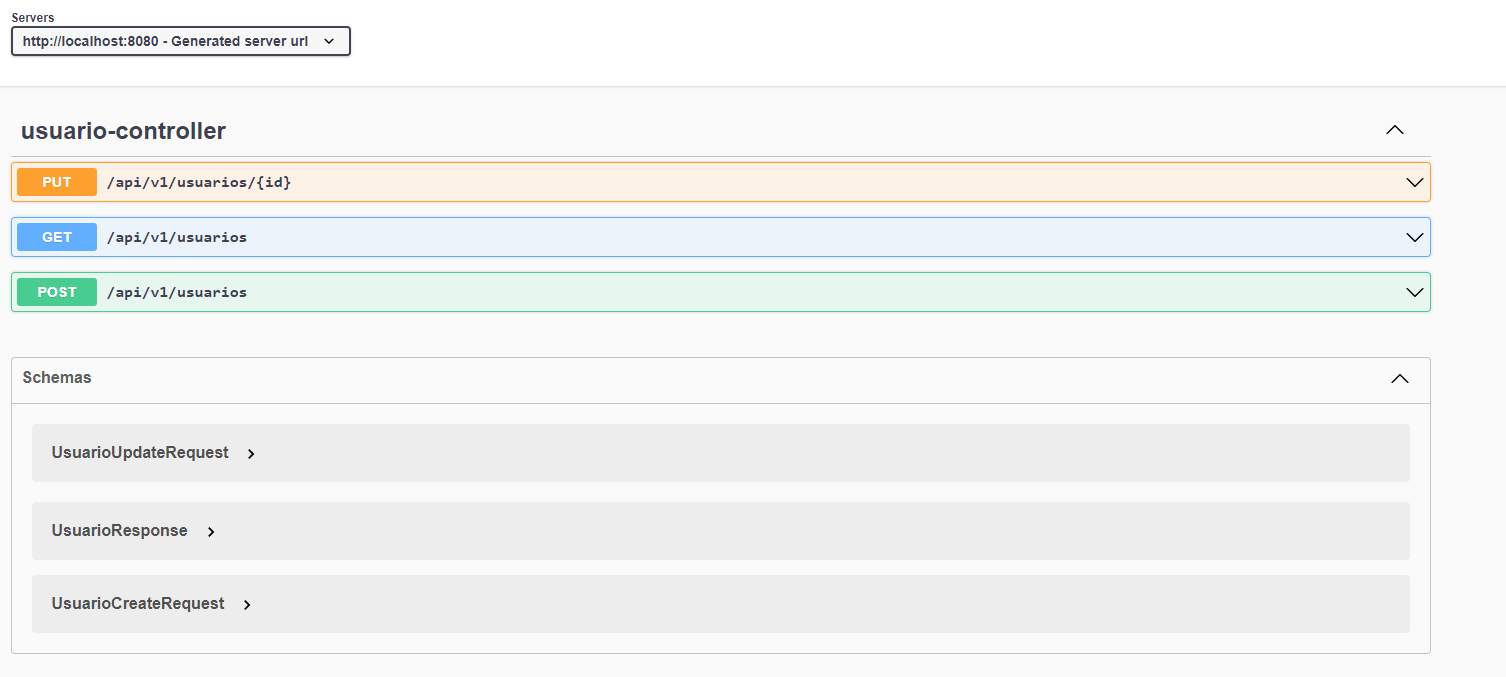 Servers
http://localhost:8080 - Generated server url
usuario-controller
PUT /api/v1/usuarios/{id}
GET /api/v1/usuarios
POST /api/v1/usuarios
Schemas
UsuarioUpdateRequest
UsuarioResponse
UsuarioCreateRequest